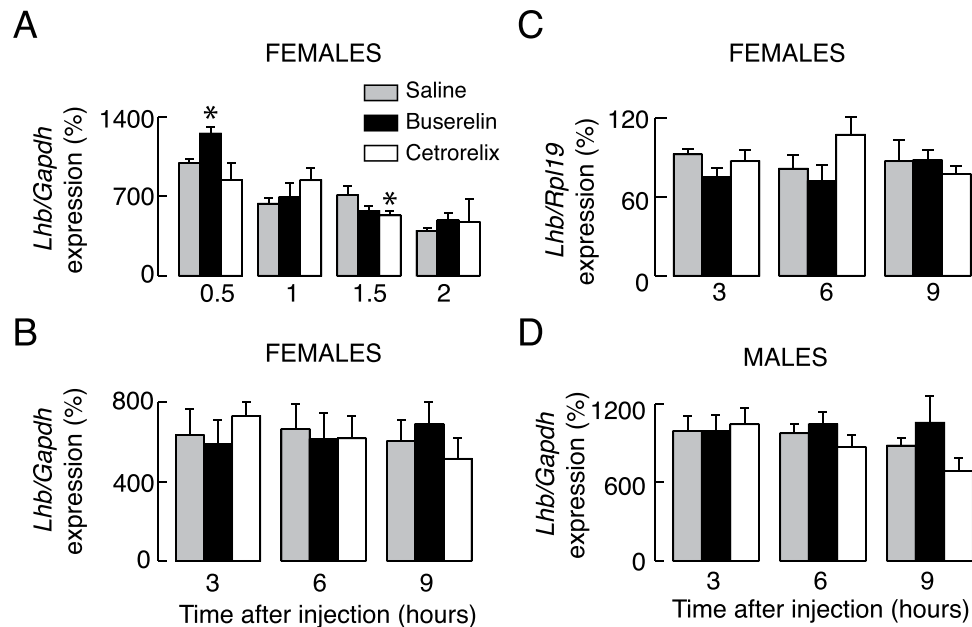 A
FEMALES
Saline
Buserelin
Cetrorelix
Lhb/Gapdh
expression (%)
1400
700
0
*
*
0.5 1 1.5 2
C
FEMALES
Lhb/Rpl19
expression (%)
120
60
0
3 6 9
B
FEMALES
Lhb/Gapdh
expression (%)
800
400
0
3 6 9
Time after injection (hours)
D
MALES
Lhb/Gapdh
expression (%)
1200
600
0
3 6 9
Time after injection (hours)